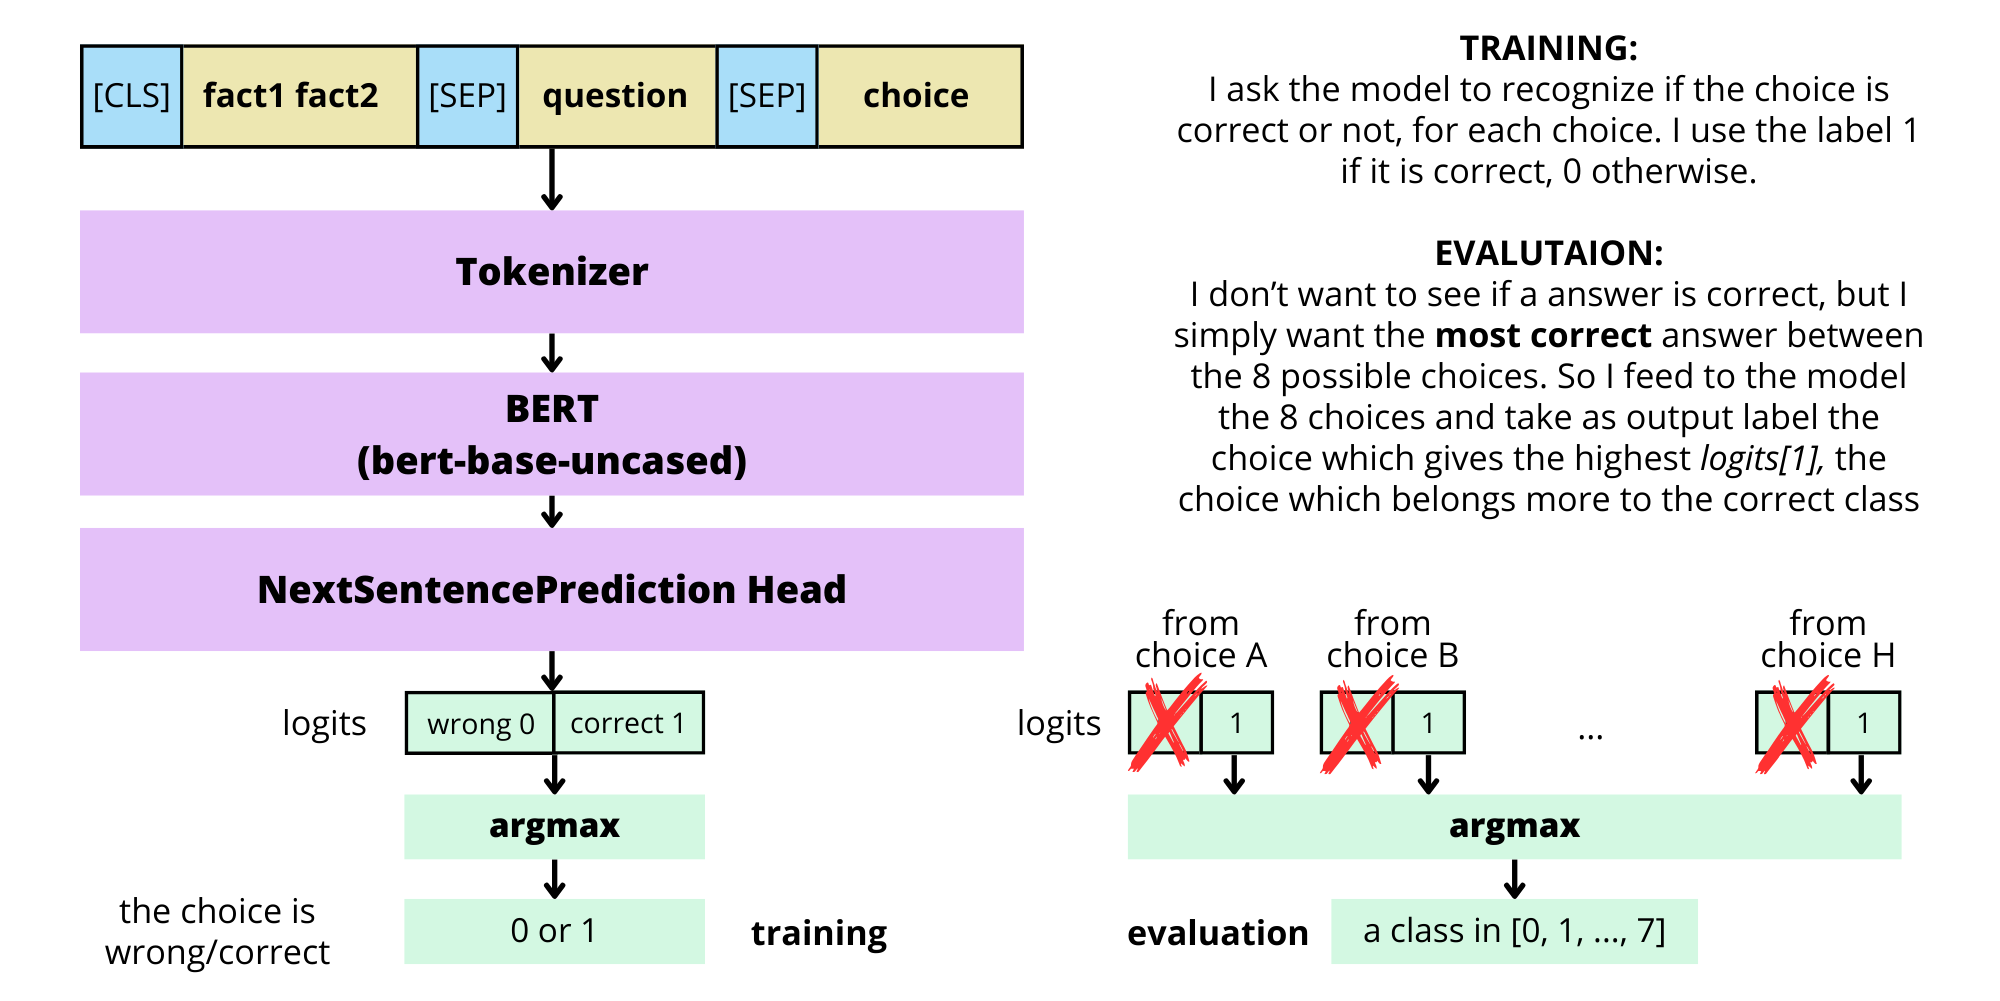 [CLS] fact1 fact2 [SEP] question [SEP] choice
Tokenizer
BERT
(bert-base-uncased)
NextSentencePrediction Head
logits
wrong 0 correct 1
argmax
the choice is
wrong/correct
0 or 1
training
TRAINING:
I ask the model to recognize if the choice is
correct or not, for each choice. I use the label 1
if it is correct, 0 otherwise.
EVALUTAION:
I don’t want to see if a answer is correct, but I
simply want the most correct answer between
the 8 possible choices. So I feed to the model
the 8 choices and take as output label the
choice which gives the highest logits[1], the
choice which belongs more to the correct class
from
choice A
from
choice B
from
choice H
logits
1
1
...
1
argmax
evaluation
a class in [0, 1, ..., 7]